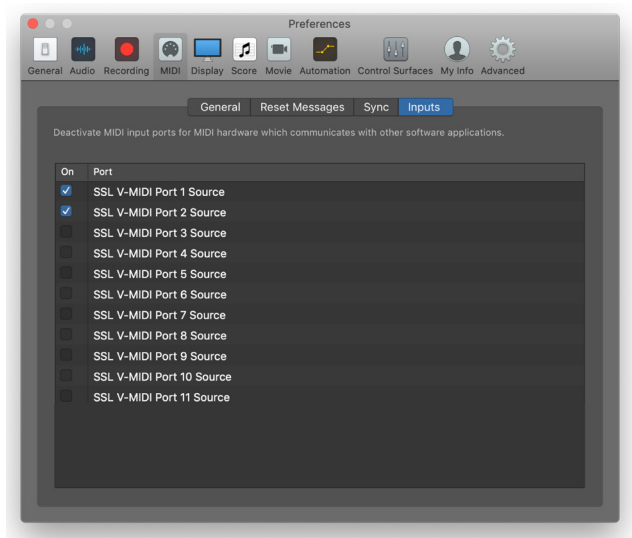 Preferences
General Audio Recording MIDI Display Score Movie Automation Control Surfaces My Info Advanced
General Reset Messages Sync Inputs
Deactivate MIDI input ports for MIDI hardware which communicates with other software applications.
On Port
SSL V-MIDI Port 1 Source
SSL V-MIDI Port 2 Source
SSL V-MIDI Port 3 Source
SSL V-MIDI Port 4 Source
SSL V-MIDI Port 5 Source
SSL V-MIDI Port 6 Source
SSL V-MIDI Port 7 Source
SSL V-MIDI Port 8 Source
SSL V-MIDI Port 9 Source
SSL V-MIDI Port 10 Source
SSL V-MIDI Port 11 Source